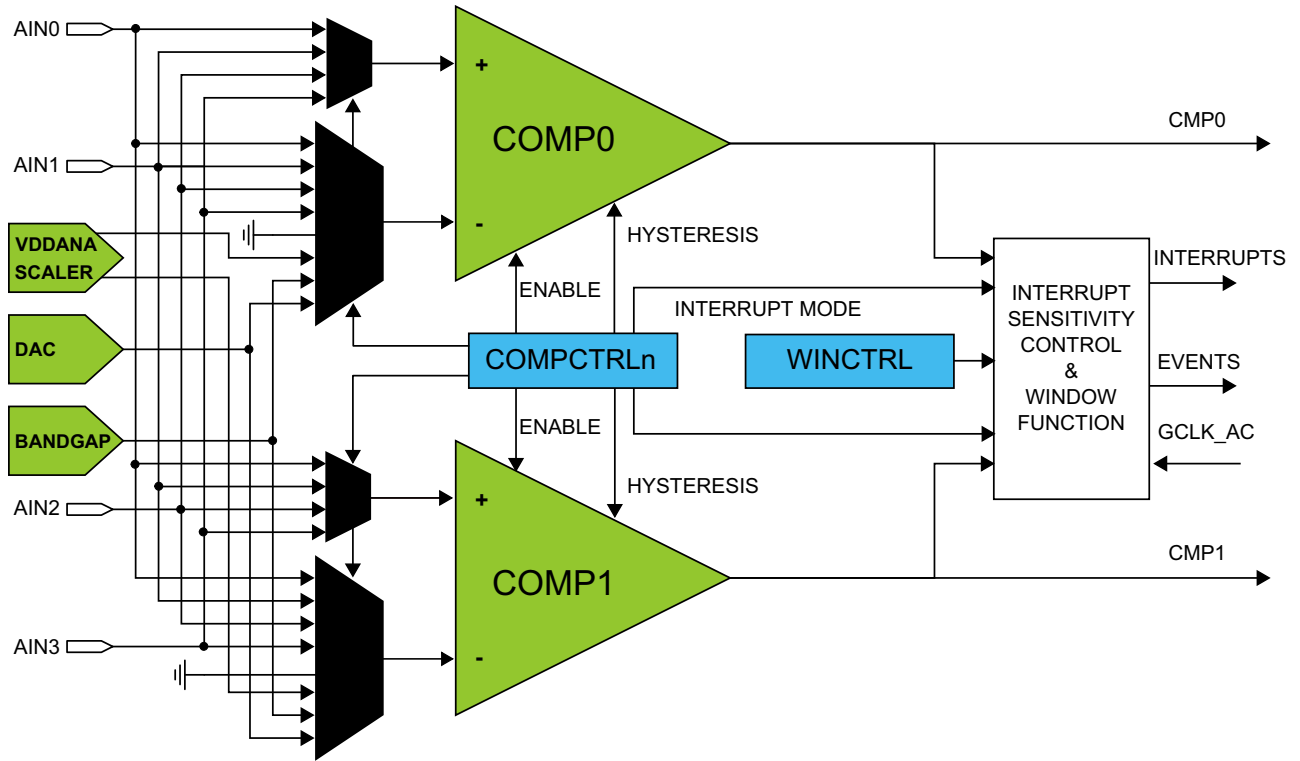 AIN0
+
COMP0
CMP0
AIN1
-
HYSTERESIS
VDDANA
SCALER
INTERRUPTS
ENABLE
INTERRUPT MODE
INTERRUPT
SENSITIVITY
CONTROL
&
WINDOW
FUNCTION
DAC
COMPCTRLn
WINCTRL
EVENTS
BANDGAP
ENABLE
GCLK_AC
HYSTERESIS
AIN2
+
COMP1
CMP1
AIN3
-